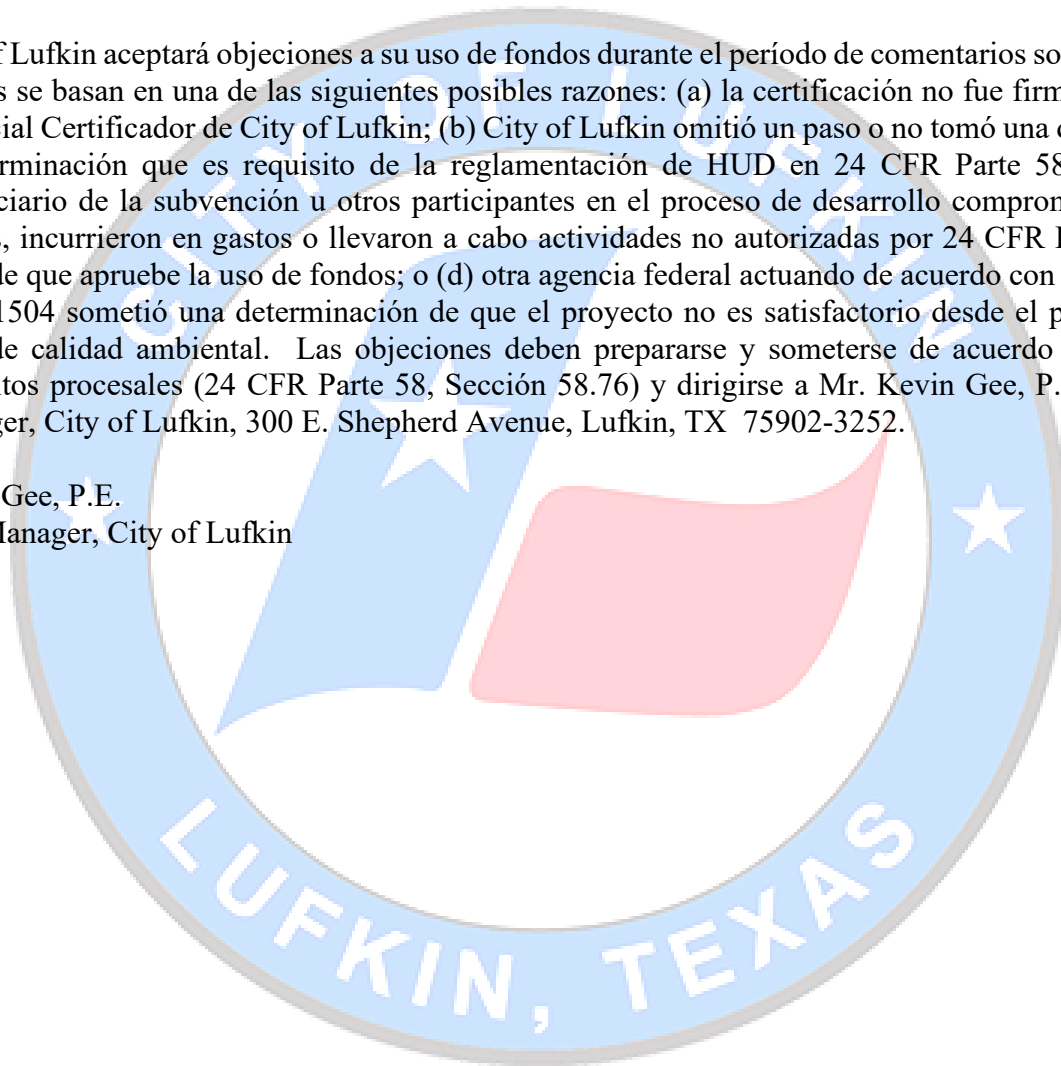 f Lufkin aceptará objeciones a su uso de fondos durante el período de comentarios so
s se basan en una de las siguientes posibles razones: (a) la certificación no fue firm
cial Certificador de City of Lufkin; (b) City of Lufkin omitió un paso o no tomó una
rminación que es requisito de la reglamentación de HUD en 24 CFR Parte 58
ciario de la subvención u otros participantes en el proceso de desarrollo compron
, incurrieron en gastos o llevaron a cabo actividades no autorizadas por 24 CFR
de que apruebe la uso de fondos; o (d) otra agencia federal actuando de acuerdo con
1504 sometió una determinación de que el proyecto no es satisfactorio desde el p
de calidad ambiental. Las objeciones deben prepararse y someterse de acuerdo
tos procesales (24 CFR Parte 58, Sección 58.76) y dirigirse a Mr. Kevin Gee, P.
ger, City of Lufkin, 300 E. Shepherd Avenue, Lufkin, TX 75902-3252.
Gee, P.E.
Manager, City of Lufkin
CITY OF LUFKIN
LUFKIN, TEXAS